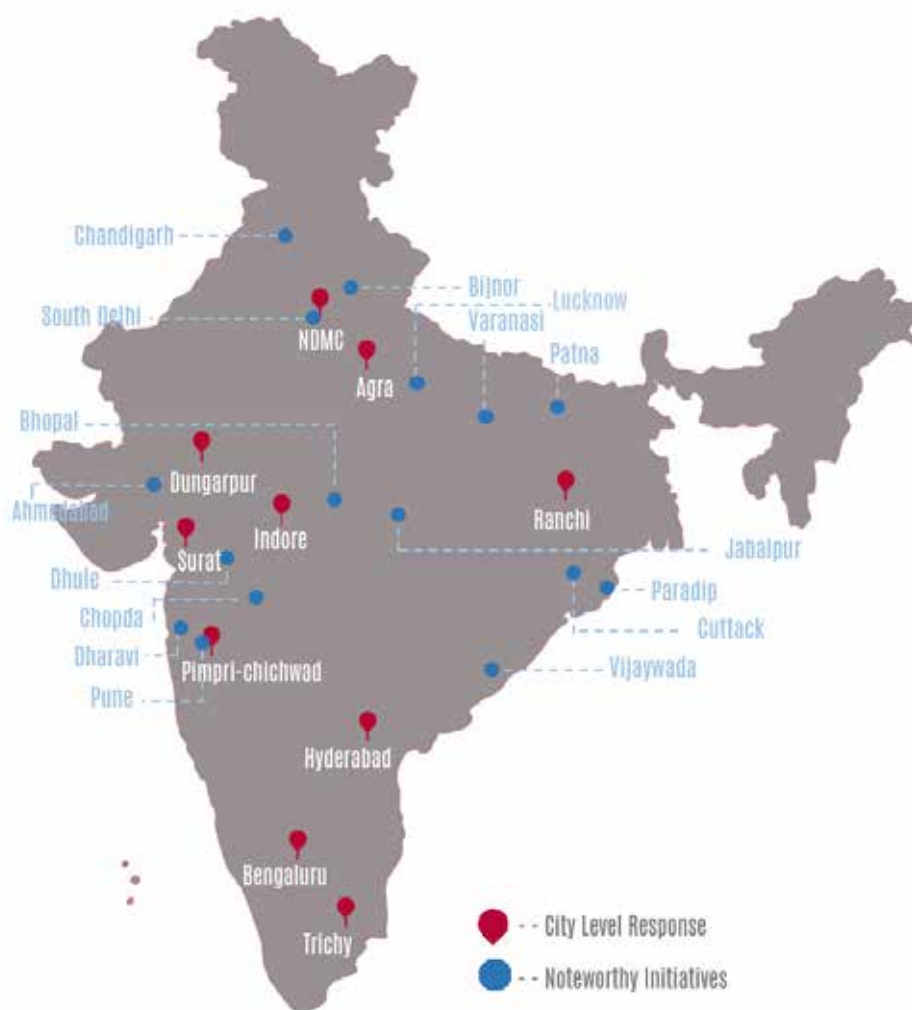 Chandigarh
Bijnor
Lucknow
South Delhi
Varanasi
NDMC
Patna
Agra
Bhopal
Dungarpur
Ahmedabad
Indore
Ranchi
Surat
Jabalpur
Dhule
Paradip
Chopda
Cuttack
Dharavi
Pimpri-chichwad
Vijaywada
Pune
Hyderabad
Bengaluru
City Level Response
Trichy
Noteworthy Initiatives